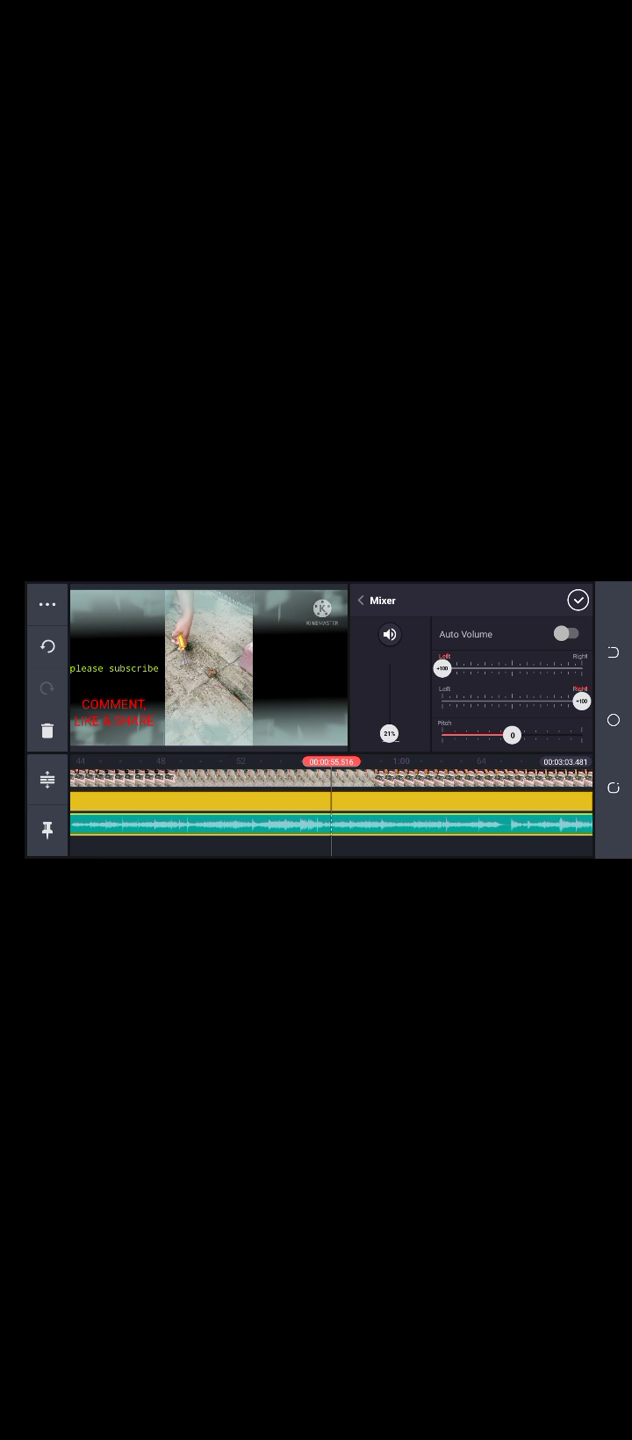 Mixer
KINEMASTER
Auto Volume
please subscribe
Left
Right
+100
COMMENT,
LIKE & SHARE
Left
Right
+100
Pitch
0
21%
44
48
52
00:00:55.516
1:00
64
00:03:03.481